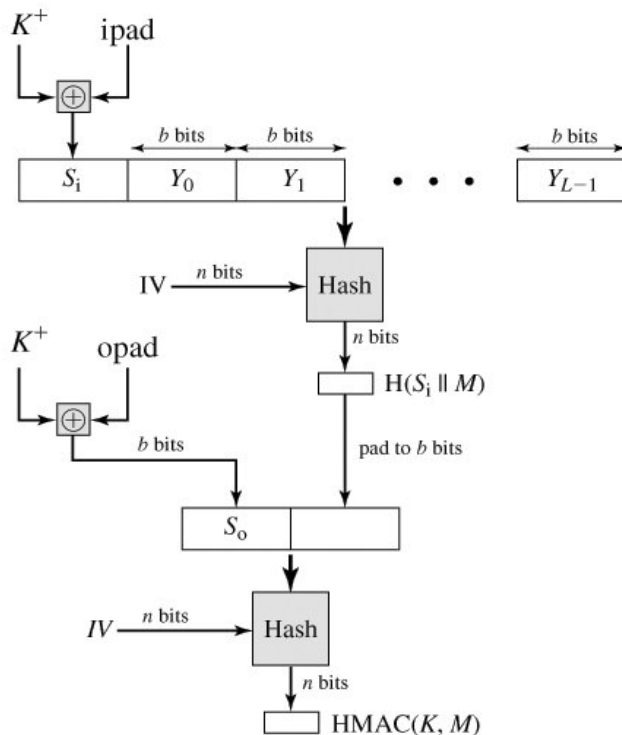 K⁺ ipad
⊕
b bits b bits b bits
Sᵢ Y₀ Y₁ • • • Y_{L−1}
n bits
IV Hash
n bits
K⁺ opad
H(Sᵢ || M)
⊕
b bits
pad to b bits
Sₒ
n bits
IV Hash
n bits
HMAC(K, M)